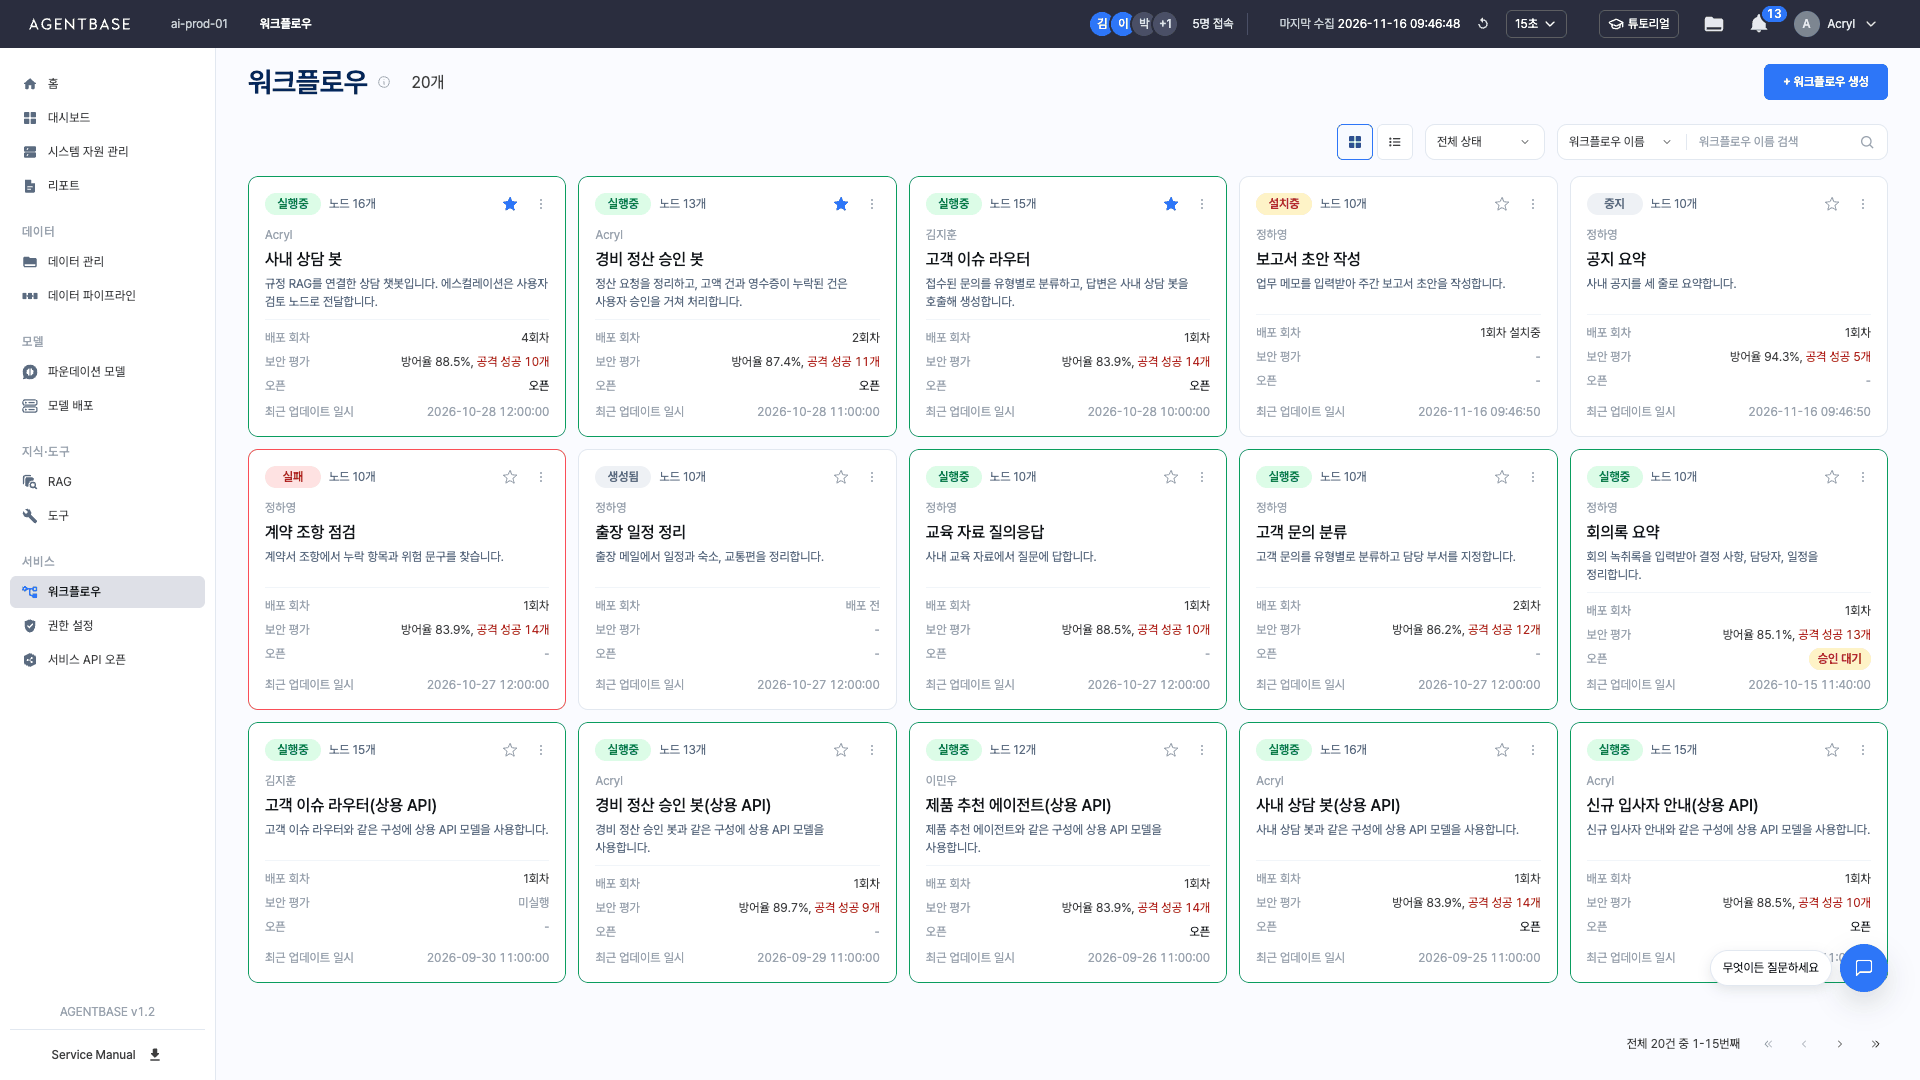 AGENTBASE
ai-prod-01
워크플로우
김 이 박 +1
5명 접속
마지막 수집 2026-11-16 09:46:48
15초
튜토리얼
13
A
Acryl
홈
대시보드
시스템 자원 관리
리포트
데이터
데이터 관리
데이터 파이프라인
모델
파운데이션 모델
모델 배포
지식·도구
RAG
도구
서비스
워크플로우
권한 설정
서비스 API 오픈
AGENTBASE v1.2
Service Manual
워크플로우
20개
+ 워크플로우 생성
전체 상태
워크플로우 이름
워크플로우 이름 검색
실행중 노드 16개
Acryl
사내 상담 봇
규정 RAG를 연결한 상담 챗봇입니다. 에스컬레이션은 사용자
검토 노드로 전달합니다.
배포 회차 4회차
보안 평가 방어율 88.5%, 공격 성공 10개
오픈 오픈
최근 업데이트 일시 2026-10-28 12:00:00
실행중 노드 13개
Acryl
경비 정산 승인 봇
정산 요청을 정리하고, 고액 건과 영수증이 누락된 건은
사용자 승인을 거쳐 처리합니다.
배포 회차 2회차
보안 평가 방어율 87.4%, 공격 성공 11개
오픈 오픈
최근 업데이트 일시 2026-10-28 11:00:00
실행중 노드 15개
김지훈
고객 이슈 라우터
접수된 문의를 유형별로 분류하고, 답변은 사내 상담 봇을
호출해 생성합니다.
배포 회차 1회차
보안 평가 방어율 83.9%, 공격 성공 14개
오픈 오픈
최근 업데이트 일시 2026-10-28 10:00:00
설치중 노드 10개
정하영
보고서 초안 작성
업무 메모를 입력받아 주간 보고서 초안을 작성합니다.
배포 회차 1회차 설치중
보안 평가 -
오픈 -
최근 업데이트 일시 2026-11-16 09:46:50
중지 노드 10개
정하영
공지 요약
사내 공지를 세 줄로 요약합니다.
배포 회차 1회차
보안 평가 방어율 94.3%, 공격 성공 5개
오픈 -
최근 업데이트 일시 2026-11-16 09:46:50
실패 노드 10개
정하영
계약 조항 점검
계약서 조항에서 누락 항목과 위험 문구를 찾습니다.
배포 회차 1회차
보안 평가 방어율 83.9%, 공격 성공 14개
오픈 -
최근 업데이트 일시 2026-10-27 12:00:00
생성됨 노드 10개
정하영
출장 일정 정리
출장 메일에서 일정과 숙소, 교통편을 정리합니다.
배포 회차 배포 전
보안 평가 -
오픈 -
최근 업데이트 일시 2026-10-27 12:00:00
실행중 노드 10개
정하영
교육 자료 질의응답
사내 교육 자료에서 질문에 답합니다.
배포 회차 1회차
보안 평가 방어율 88.5%, 공격 성공 10개
오픈 -
최근 업데이트 일시 2026-10-27 12:00:00
실행중 노드 10개
정하영
고객 문의 분류
고객 문의를 유형별로 분류하고 담당 부서를 지정합니다.
배포 회차 2회차
보안 평가 방어율 86.2%, 공격 성공 12개
오픈 -
최근 업데이트 일시 2026-10-27 12:00:00
실행중 노드 10개
정하영
회의록 요약
회의 녹취록을 입력받아 결정 사항, 담당자, 일정을
정리합니다.
배포 회차 1회차
보안 평가 방어율 85.1%, 공격 성공 13개
오픈 승인 대기
최근 업데이트 일시 2026-10-15 11:40:00
실행중 노드 15개
김지훈
고객 이슈 라우터(상용 API)
고객 이슈 라우터와 같은 구성에 상용 API 모델을 사용합니다.
배포 회차 1회차
보안 평가 미실행
오픈 -
최근 업데이트 일시 2026-09-30 11:00:00
실행중 노드 13개
Acryl
경비 정산 승인 봇(상용 API)
경비 정산 승인 봇과 같은 구성에 상용 API 모델을
사용합니다.
배포 회차 1회차
보안 평가 방어율 89.7%, 공격 성공 9개
오픈 -
최근 업데이트 일시 2026-09-29 11:00:00
실행중 노드 12개
이민우
제품 추천 에이전트(상용 API)
제품 추천 에이전트와 같은 구성에 상용 API 모델을
사용합니다.
배포 회차 1회차
보안 평가 방어율 83.9%, 공격 성공 14개
오픈 오픈
최근 업데이트 일시 2026-09-26 11:00:00
실행중 노드 16개
Acryl
사내 상담 봇(상용 API)
사내 상담 봇과 같은 구성에 상용 API 모델을 사용합니다.
배포 회차 1회차
보안 평가 방어율 83.9%, 공격 성공 14개
오픈 오픈
최근 업데이트 일시 2026-09-25 11:00:00
실행중 노드 15개
Acryl
신규 입사자 안내(상용 API)
신규 입사자 안내와 같은 구성에 상용 API 모델을 사용합니다.
배포 회차 1회차
보안 평가 방어율 88.5%, 공격 성공 10개
오픈 오픈
최근 업데이트 일시
무엇이든 질문하세요
전체 20건 중 1-15번째